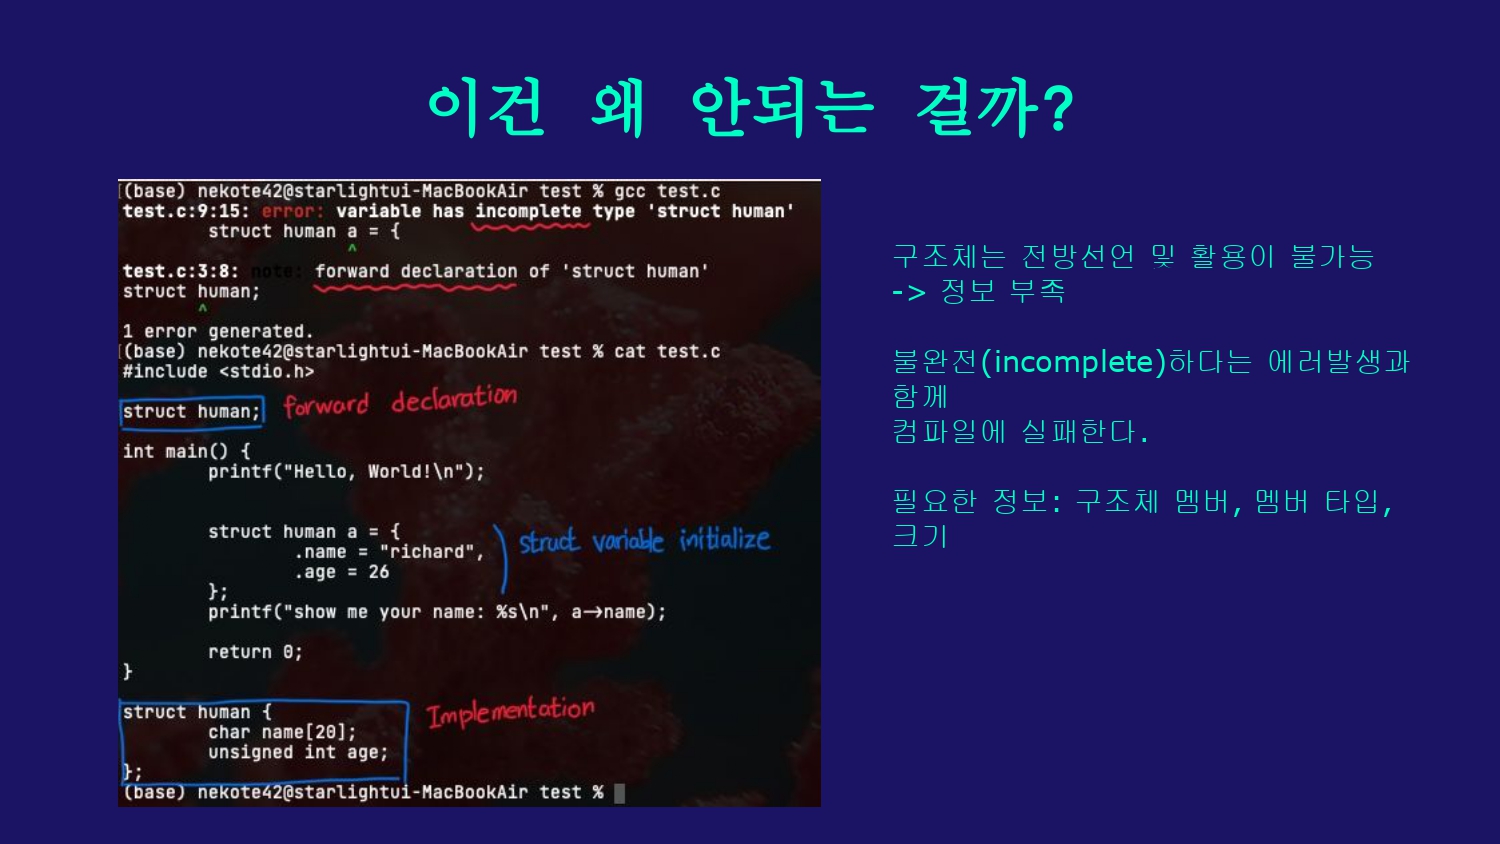 이건 왜 안되는 걸까?
(base) nekote42@starlightui-MacBookAir test % gcc test.c
test.c:9:15: error: variable has incomplete type 'struct human'
struct human a = {
^
test.c:3:8: note: forward declaration of 'struct human'
struct human;
^
1 error generated.
(base) nekote42@starlightui-MacBookAir test % cat test.c
#include <stdio.h>
struct human; forward declaration
int main() {
printf("Hello, World!\n");
struct human a = {
.name = "richard",
struct variable initialize
.age = 26
};
printf("show me your name: %s\n", a->name);
return 0;
}
struct human {
Implementation
char name[20];
unsigned int age;
};
(base) nekote42@starlightui-MacBookAir test %
구조체는 전방선언 및 활용이 불가능
-> 정보 부족
불완전(incomplete)하다는 에러발생과
함께
컴파일에 실패한다.
필요한 정보: 구조체 멤버, 멤버 타입,
크기